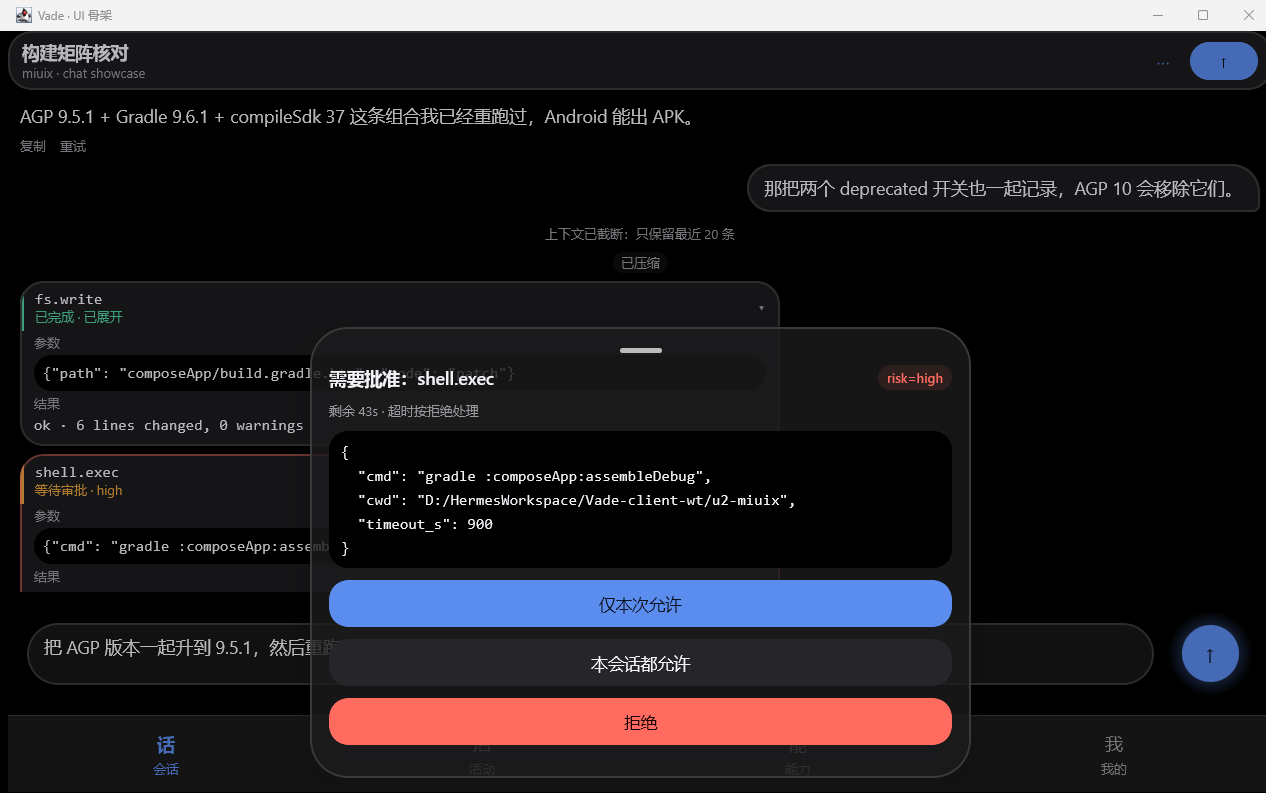 Vade · UI 骨架
构建矩阵核对
miuix · chat showcase
...
↑
AGP 9.5.1 + Gradle 9.6.1 + compileSdk 37 这条组合我已经重跑过，Android 能出 APK。
复制 重试
那把两个 deprecated 开关也一起记录，AGP 10 会移除它们。
上下文已截断：只保留最近 20 条
已压缩
fs.write
已完成 · 已展开
参数
{"path": "composeApp/build.gradle. "patch"}
结果
ok · 6 lines changed, 0 warnings
shell.exec
等待审批 · high
参数
{"cmd": "gradle :composeApp:assemb
结果
需要批准：shell.exec
risk=high
剩余 43s · 超时按拒绝处理
{
"cmd": "gradle :composeApp:assembleDebug",
"cwd": "D:/HermesWorkspace/Vade-client-wt/u2-miuix",
"timeout_s": 900
}
仅本次允许
本会话都允许
拒绝
把 AGP 版本一起升到 9.5.1，然后重跑
↑
话 活 能 我
会话 活动 能力 我的